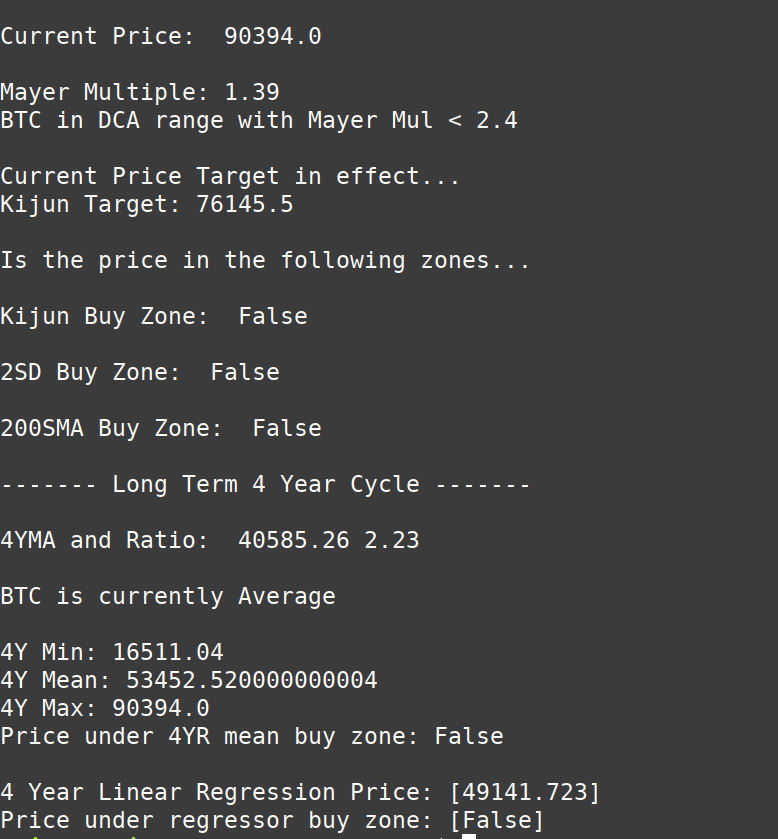 Current Price:  90394.0
Mayer Multiple: 1.39
BTC in DCA range with Mayer Mul < 2.4
Current Price Target in effect...
Kijun Target: 76145.5
Is the price in the following zones...
Kijun Buy Zone:  False
2SD Buy Zone:  False
200SMA Buy Zone:  False
------- Long Term 4 Year Cycle -------
4YMA and Ratio:  40585.26 2.23
BTC is currently Average
4Y Min: 16511.04
4Y Mean: 53452.520000000004
4Y Max: 90394.0
Price under 4YR mean buy zone: False
4 Year Linear Regression Price: [49141.723]
Price under regressor buy zone: [False]